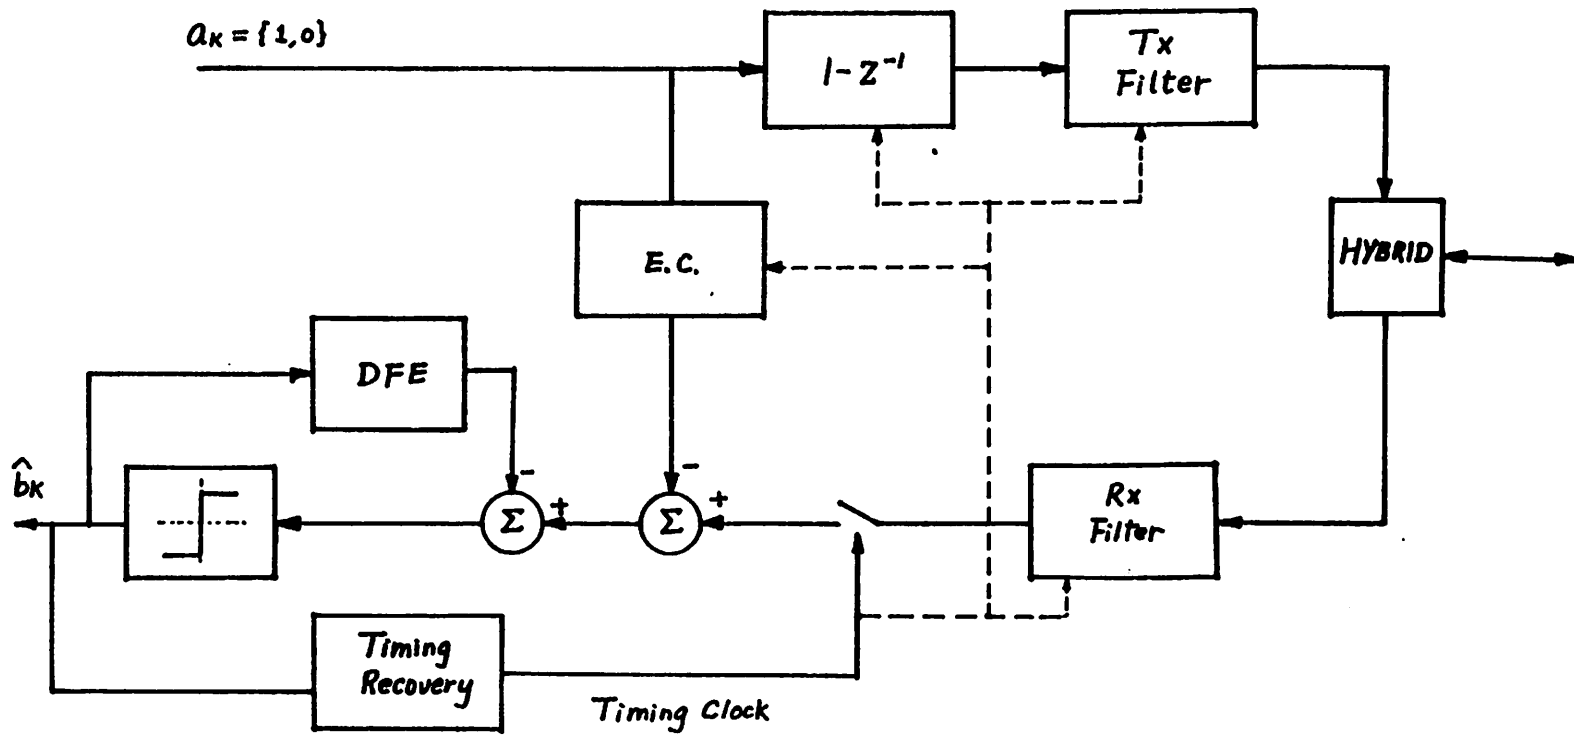 aK = {1,0}
1 - Z⁻¹
Tx
Filter
E.C.
HYBRID
DFE
-
b̂K
Σ
+
-
Σ
+
Rx
Filter
Timing
Recovery
Timing Clock